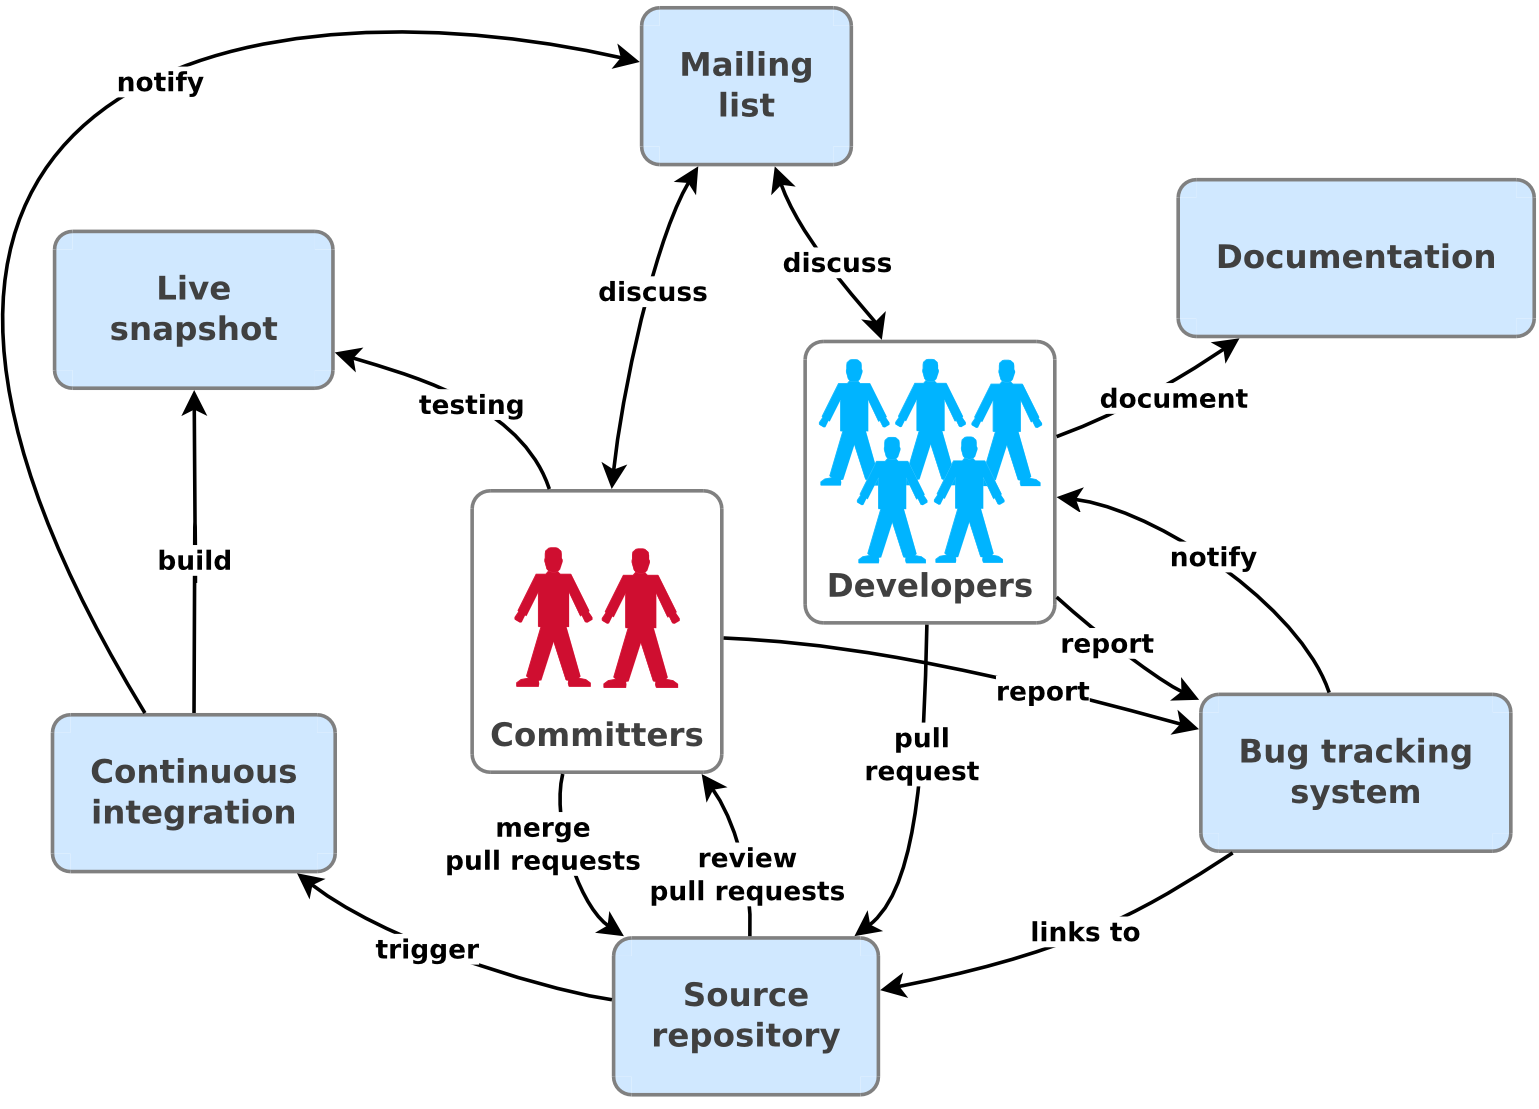 Mailing
list
notify
Documentation
discuss
Live
snapshot
discuss
document
testing
notify
build
Developers
report
report
Committers
pull
request
Bug tracking
system
Continuous
integration
merge
pull requests
review
pull requests
links to
trigger
Source
repository